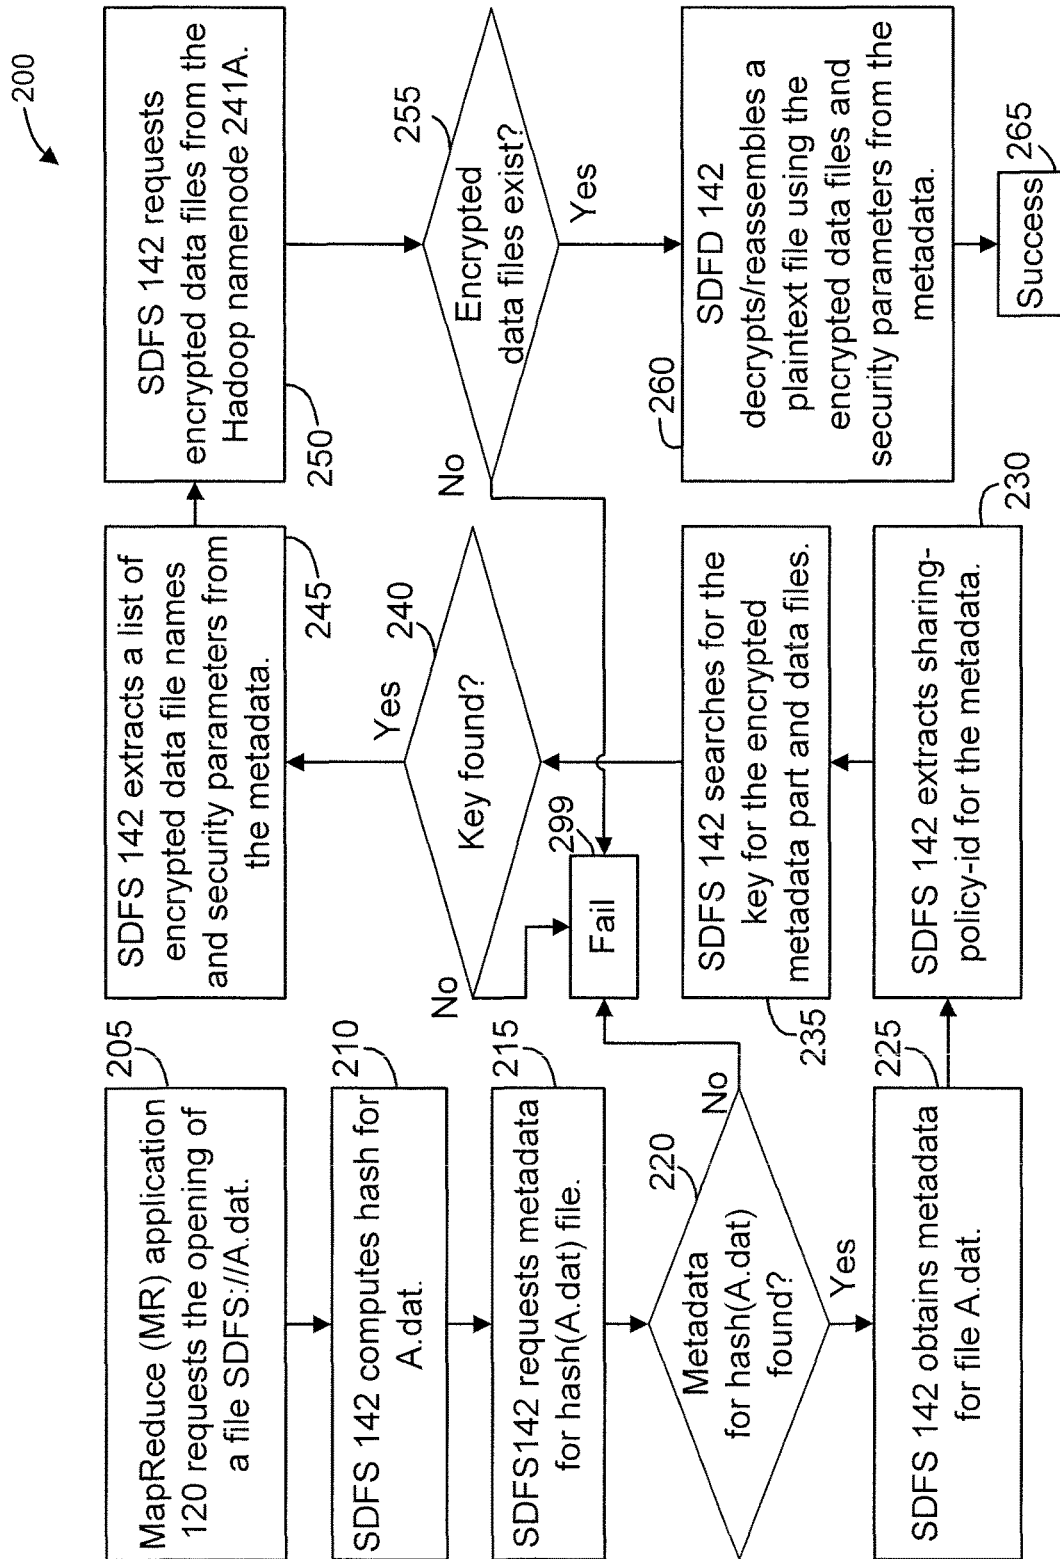 200
205
MapReduce (MR) application
120 requests the opening of
a file SDFS://A.dat.
210
SDFS 142 computes hash for
A.dat.
215
SDFS142 requests metadata
for hash(A.dat) file.
220
Metadata
for hash(A.dat)
found?
No
Yes
225
SDFS 142 obtains metadata
for file A.dat.
230
SDFS 142 extracts sharing-
policy-id for the metadata.
235
SDFS 142 searches for the
key for the encrypted
metadata part and data files.
240
Key found?
No
Yes
299
Fail
245
SDFS 142 extracts a list of
encrypted data file names
and security parameters from
the metadata.
250
SDFS 142 requests
encrypted data files from the
Hadoop namenode 241A.
255
Encrypted
data files exist?
No
Yes
260
SDFD 142
decrypts/reassembles a
plaintext file using the
encrypted data files and
security parameters from the
metadata.
Success
265